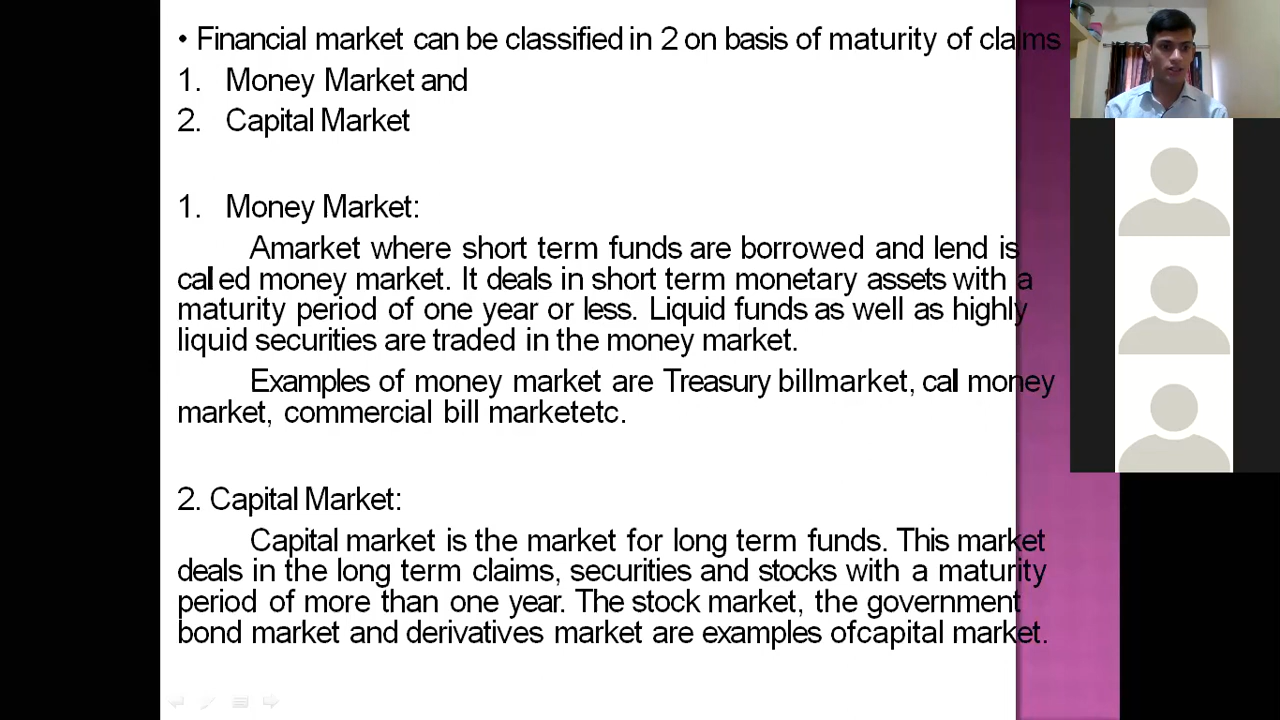 • Financial market can be classified in 2 on basis of maturity of claims
1. Money Market and
2. Capital Market
1. Money Market:
Amarket where short term funds are borrowed and lend is
cal ed money market. It deals in short term monetary assets with a
maturity period of one year or less. Liquid funds as well as highly
liquid securities are traded in the money market.
Examples of money market are Treasury billmarket, cal money
market, commercial bill marketetc.
2. Capital Market:
Capital market is the market for long term funds. This market
deals in the long term claims, securities and stocks with a maturity
period of more than one year. The stock market, the government
bond market and derivatives market are examples ofcapital market.